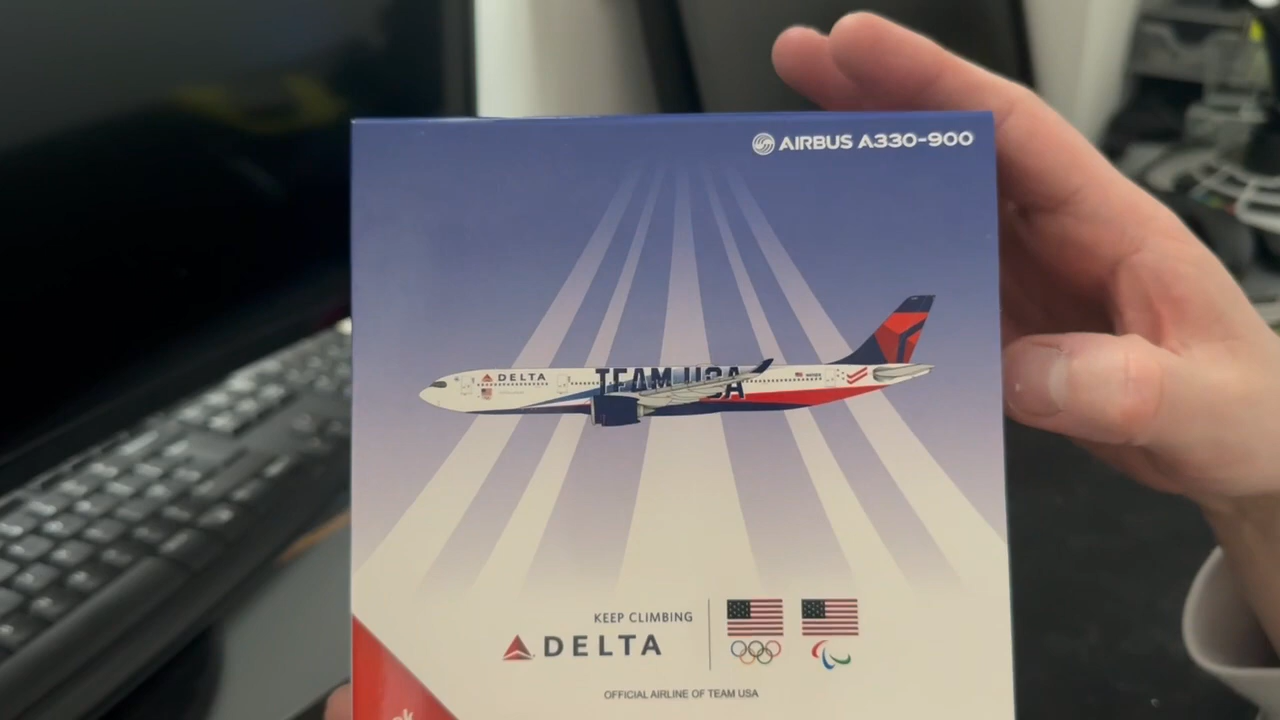 AIRBUS A330-900
DELTA
TEAM USA
KEEP CLIMBING
DELTA
OFFICIAL AIRLINE OF TEAM USA